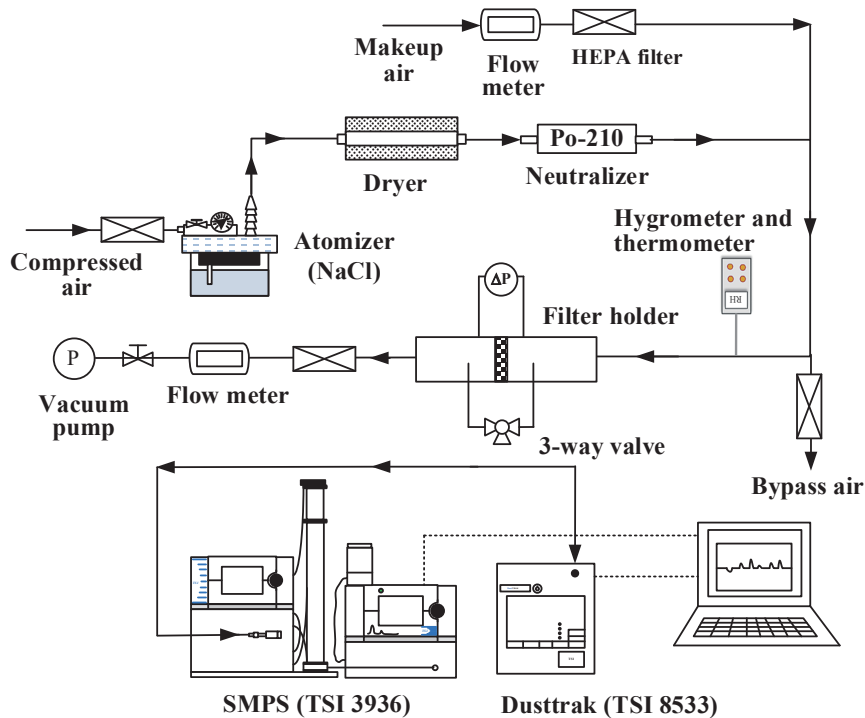 Makeup
air
Flow
meter
HEPA filter
Dryer
Po-210
Neutralizer
Compressed
air
Atomizer
(NaCl)
Hygrometer and
thermometer
RH
ΔP
Filter holder
P
Vacuum
pump
Flow meter
3-way valve
Bypass air
SMPS (TSI 3936)
Dusttrak (TSI 8533)